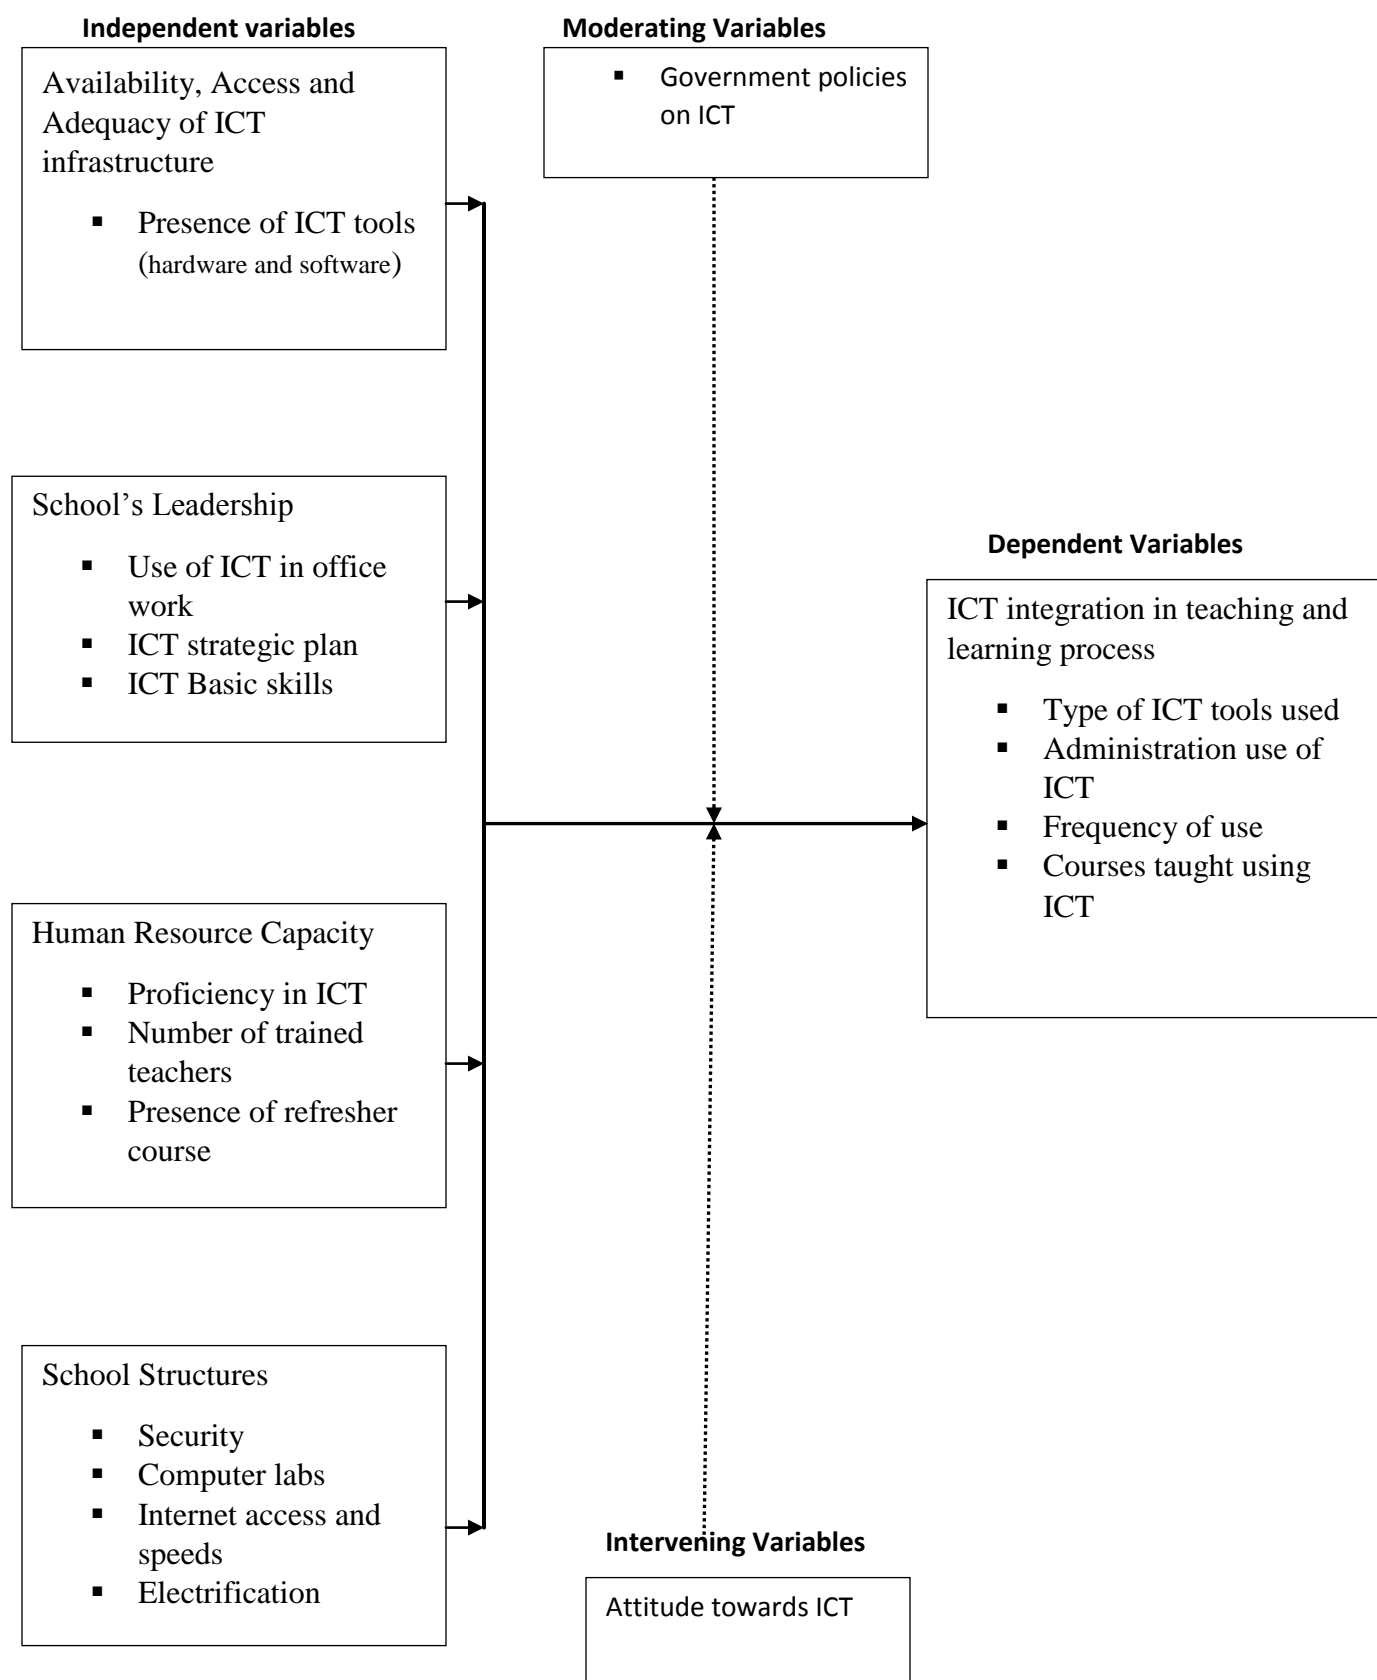 Independent variables
Availability, Access and
Adequacy of ICT
infrastructure
▪ Presence of ICT tools
(hardware and software)
School’s Leadership
▪ Use of ICT in office
work
▪ ICT strategic plan
▪ ICT Basic skills
Human Resource Capacity
▪ Proficiency in ICT
▪ Number of trained
teachers
▪ Presence of refresher
course
School Structures
▪ Security
▪ Computer labs
▪ Internet access and
speeds
▪ Electrification
Moderating Variables
▪ Government policies
on ICT
Intervening Variables
Attitude towards ICT
Dependent Variables
ICT integration in teaching and
learning process
▪ Type of ICT tools used
▪ Administration use of
ICT
▪ Frequency of use
▪ Courses taught using
ICT